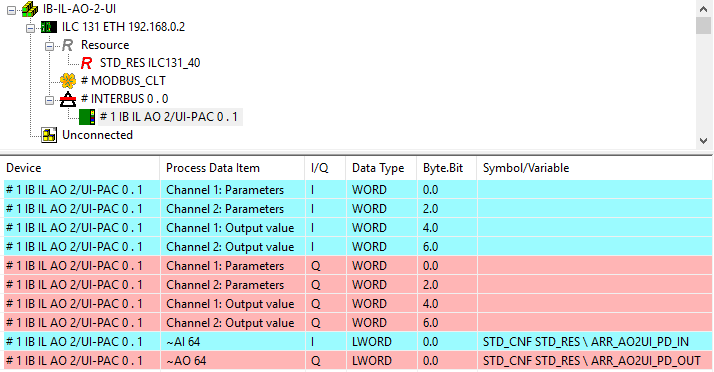 IB-IL-AO-2-UI
ILC 131 ETH 192.168.0.2
R Resource
R STD_RES ILC131_40
# MODBUS_CLT
# INTERBUS 0 . 0
# 1 IB IL AO 2/UI-PAC 0 . 1
Unconnected
Device Process Data Item I/Q Data Type Byte.Bit Symbol/Variable
# 1 IB IL AO 2/UI-PAC 0 . 1 Channel 1: Parameters I WORD 0.0
# 1 IB IL AO 2/UI-PAC 0 . 1 Channel 2: Parameters I WORD 2.0
# 1 IB IL AO 2/UI-PAC 0 . 1 Channel 1: Output value I WORD 4.0
# 1 IB IL AO 2/UI-PAC 0 . 1 Channel 2: Output value I WORD 6.0
# 1 IB IL AO 2/UI-PAC 0 . 1 Channel 1: Parameters Q WORD 0.0
# 1 IB IL AO 2/UI-PAC 0 . 1 Channel 2: Parameters Q WORD 2.0
# 1 IB IL AO 2/UI-PAC 0 . 1 Channel 1: Output value Q WORD 4.0
# 1 IB IL AO 2/UI-PAC 0 . 1 Channel 2: Output value Q WORD 6.0
# 1 IB IL AO 2/UI-PAC 0 . 1 ~AI 64 I LWORD 0.0 STD_CNF STD_RES \ ARR_AO2UI_PD_IN
# 1 IB IL AO 2/UI-PAC 0 . 1 ~AO 64 Q LWORD 0.0 STD_CNF STD_RES \ ARR_AO2UI_PD_OUT